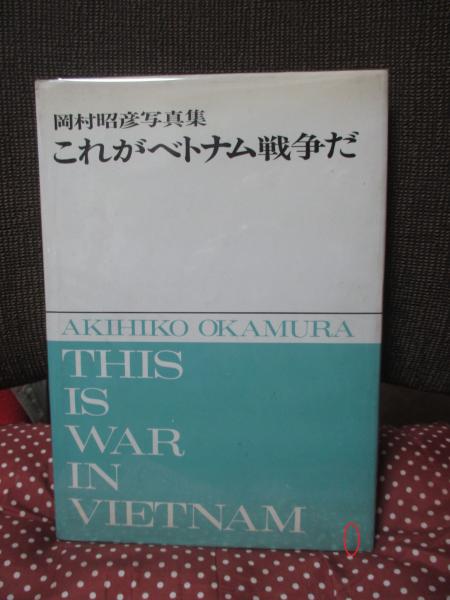 岡村昭彦写真集
これがベトナム戦争だ
AKIHIKO OKAMURA
THIS
IS
WAR
IN
VIETNAM